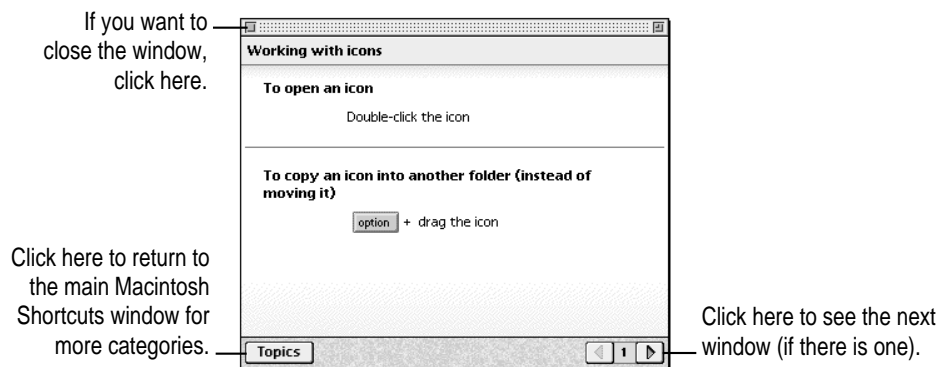 If you want to
close the window,
click here.
Working with icons
To open an icon
Double-click the icon
To copy an icon into another folder (instead of
moving it)
option + drag the icon
Click here to return to
the main Macintosh
Shortcuts window for
more categories.
Topics
1
Click here to see the next
window (if there is one).